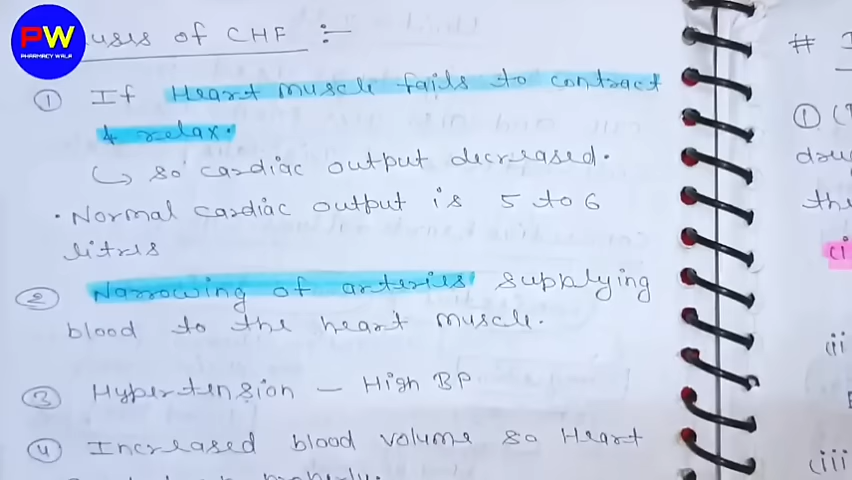 PW
PHARMACY WALA
uses of CHF :-
① If Heart muscle fails to contract
& relax.
↳ so cardiac output decreased.
• Normal cardiac output is 5 to 6
litres
② Narrowing of arteries supplying
blood to the heart muscle.
③ Hypertension — High BP
④ Increased blood volume so Heart
properly.
#
①
drug
the
(i
(ii
(iii